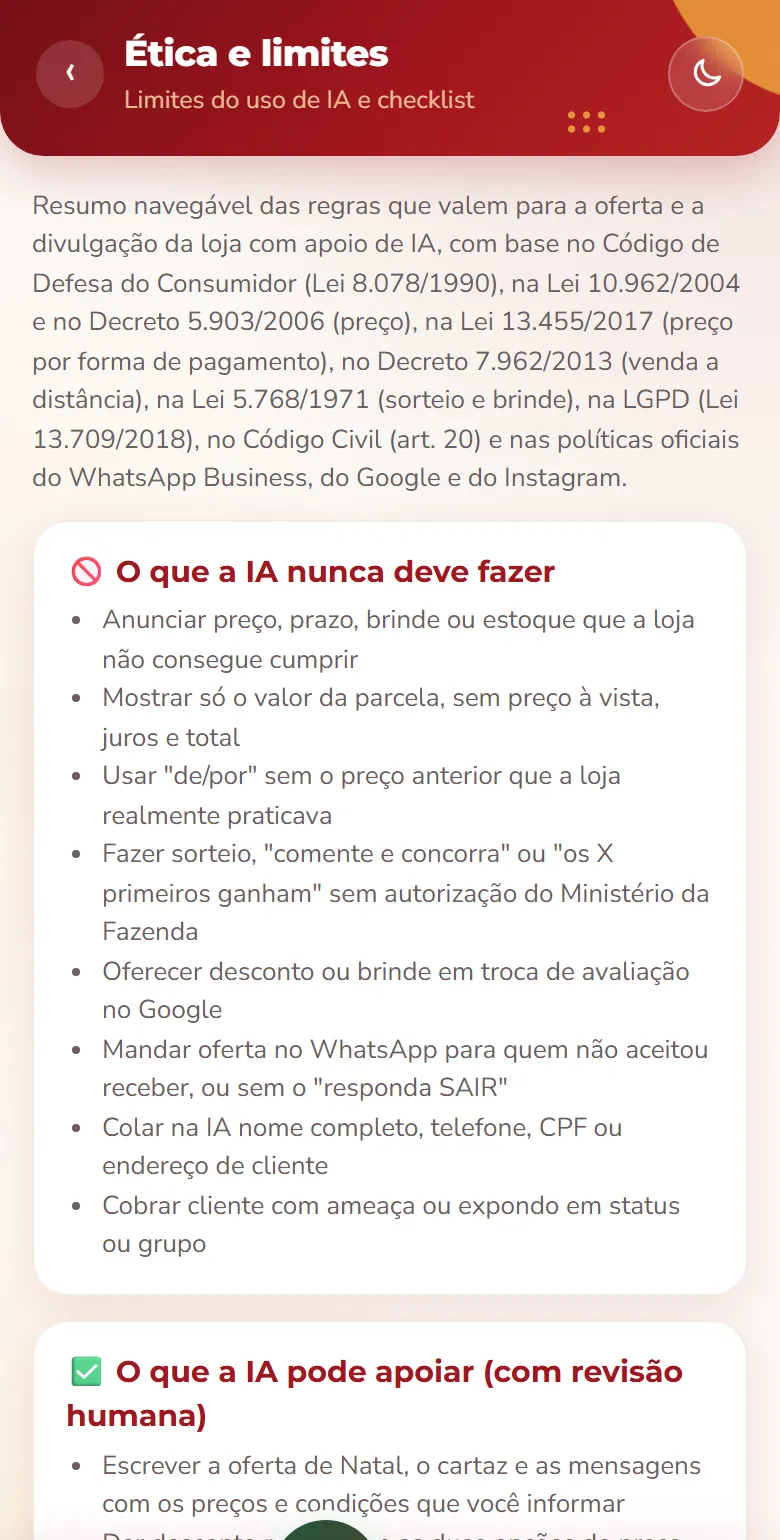 Ética e limites
Limites do uso de IA e checklist
Resumo navegável das regras que valem para a oferta e a
divulgação da loja com apoio de IA, com base no Código de
Defesa do Consumidor (Lei 8.078/1990), na Lei 10.962/2004
e no Decreto 5.903/2006 (preço), na Lei 13.455/2017 (preço
por forma de pagamento), no Decreto 7.962/2013 (venda a
distância), na Lei 5.768/1971 (sorteio e brinde), na LGPD (Lei
13.709/2018), no Código Civil (art. 20) e nas políticas oficiais
do WhatsApp Business, do Google e do Instagram.
O que a IA nunca deve fazer
• Anunciar preço, prazo, brinde ou estoque que a loja
não consegue cumprir
• Mostrar só o valor da parcela, sem preço à vista,
juros e total
• Usar "de/por" sem o preço anterior que a loja
realmente praticava
• Fazer sorteio, "comente e concorra" ou "os X
primeiros ganham" sem autorização do Ministério da
Fazenda
• Oferecer desconto ou brinde em troca de avaliação
no Google
• Mandar oferta no WhatsApp para quem não aceitou
receber, ou sem o "responda SAIR"
• Colar na IA nome completo, telefone, CPF ou
endereço de cliente
• Cobrar cliente com ameaça ou expondo em status
ou grupo
O que a IA pode apoiar (com revisão
humana)
• Escrever a oferta de Natal, o cartaz e as mensagens
com os preços e condições que você informar